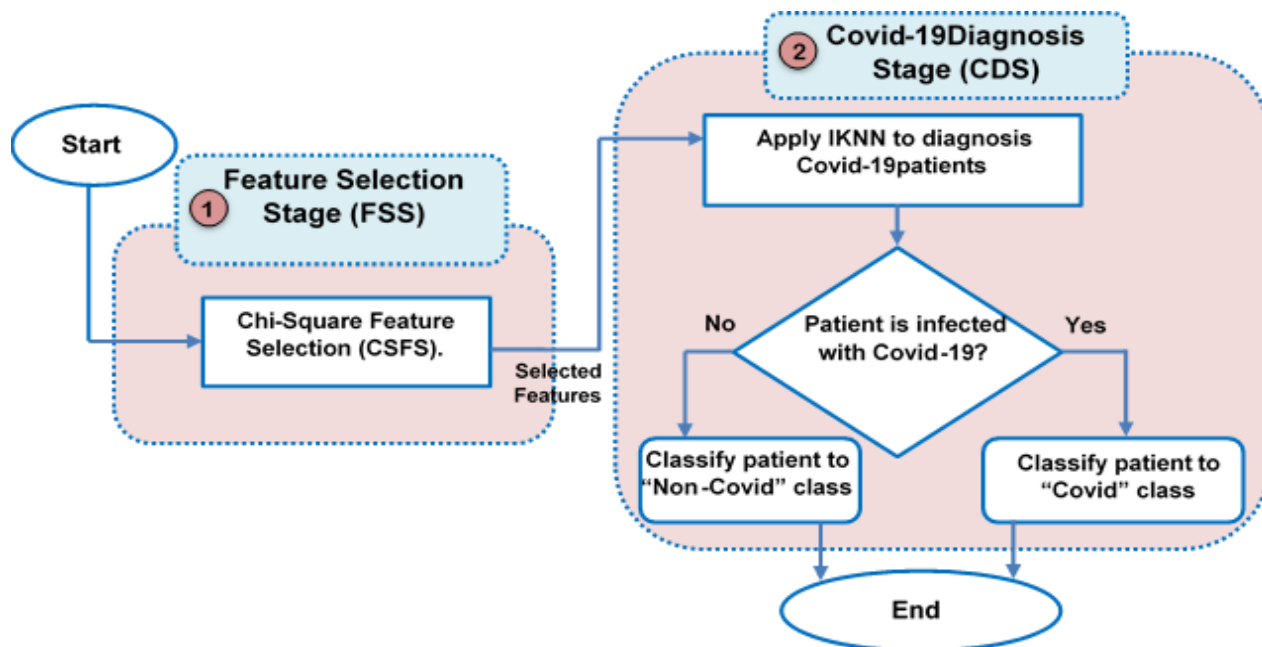 Start
1
Feature Selection
Stage (FSS)
Chi-Square Feature
Selection (CSFS).
Selected
Features
2
Covid-19Diagnosis
Stage (CDS)
Apply IKNN to diagnosis
Covid-19patients
Patient is infected
with Covid-19?
No
Yes
Classify patient to
“Non-Covid” class
Classify patient to
“Covid” class
End